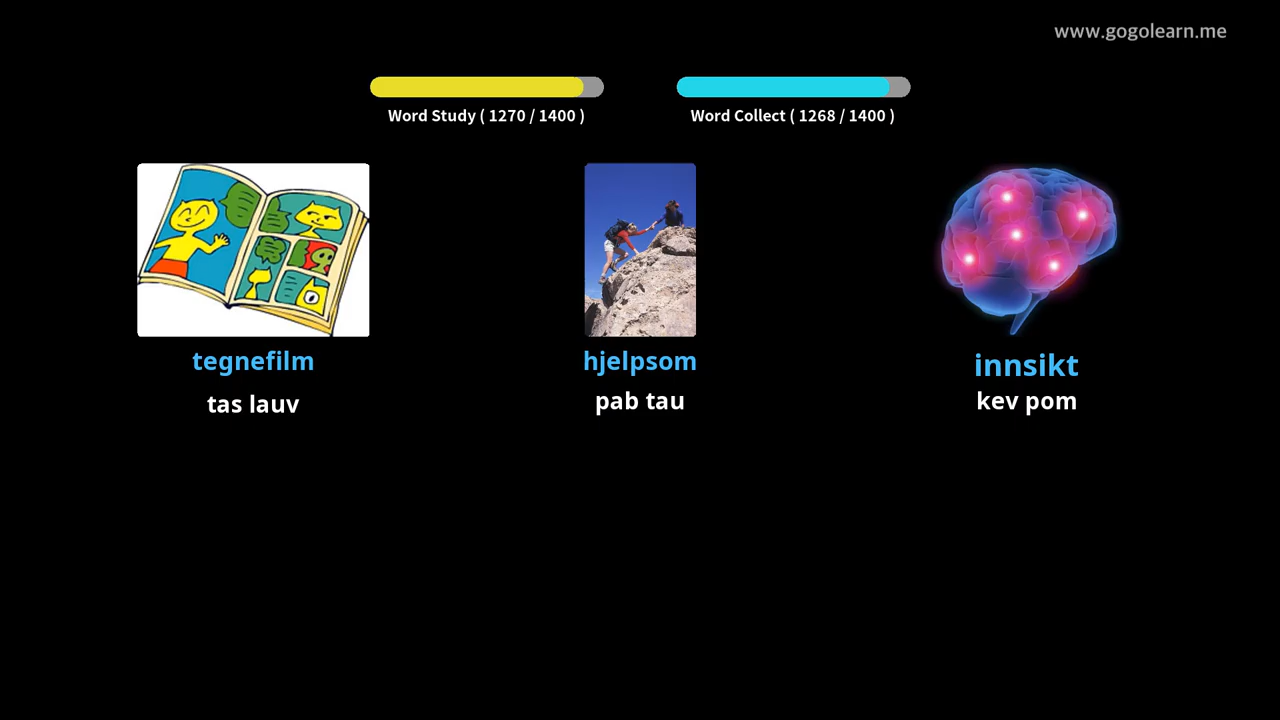 www.gogolearn.me
Word Study ( 1270 / 1400 )
Word Collect ( 1268 / 1400 )
tegnefilm
hjelpsom
innsikt
tas lauv
pab tau
kev pom